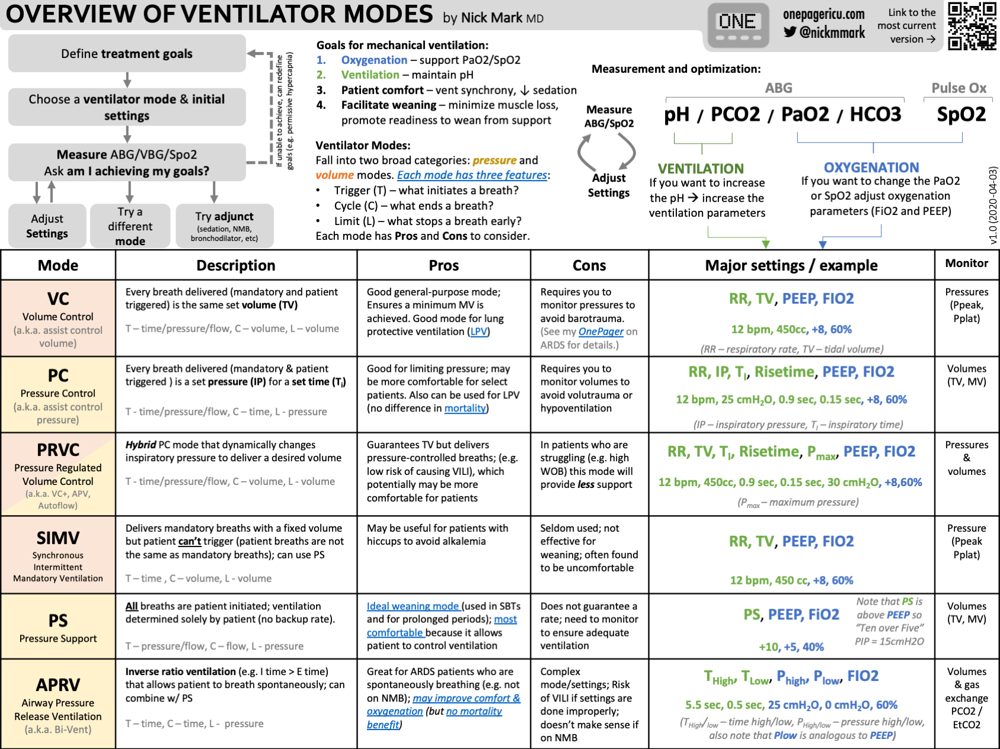 OVERVIEW OF VENTILATOR MODES by Nick Mark MD
ONE
onepagericu.com
@nickmmark
Link to the
most current
version →
Define treatment goals
Choose a ventilator mode & initial
settings
Measure ABG/VBG/Spo2
Ask am I achieving my goals?
Adjust
Settings
Try a
different
mode
Try adjunct
(sedation, NMB,
bronchodilator, etc)
If unable to achieve, can redefine
goals (e.g. permissive hypercapnia)
Goals for mechanical ventilation:
1. Oxygenation – support PaO2/SpO2
2. Ventilation – maintain pH
3. Patient comfort – vent synchrony, ↓ sedation
4. Facilitate weaning – minimize muscle loss,
promote readiness to wean from support
Ventilator Modes:
Fall into two broad categories: pressure and
volume modes. Each mode has three features:
• Trigger (T) – what initiates a breath?
• Cycle (C) – what ends a breath?
• Limit (L) – what stops a breath early?
Each mode has Pros and Cons to consider.
Measurement and optimization:
Measure
ABG/SpO2
Adjust
Settings
ABG
Pulse Ox
pH / PCO2 / PaO2 / HCO3
SpO2
VENTILATION
If you want to increase
the pH → increase the
ventilation parameters
OXYGENATION
If you want to change the PaO2
or SpO2 adjust oxygenation
parameters (FiO2 and PEEP)
v1.0 (2020-04-03)
Mode
Description
Pros
Cons
Major settings / example
Monitor
VC
Volume Control
(a.k.a. assist control
volume)
Every breath delivered (mandatory and patient
triggered) is the same set volume (TV)
T – time/pressure/flow, C – volume, L – volume
Good general-purpose mode;
Ensures a minimum MV is
achieved. Good mode for lung
protective ventilation (LPV)
Requires you to
monitor pressures to
avoid barotrauma.
(See my OnePager on
ARDS for details.)
RR, TV, PEEP, FIO2
12 bpm, 450cc, +8, 60%
(RR – respiratory rate, TV – tidal volume)
Pressures
(Ppeak,
Pplat)
PC
Pressure Control
(a.k.a. assist control
pressure)
Every breath delivered (mandatory & patient
triggered ) is a set pressure (IP) for a set time (Ti)
T - time/pressure/flow, C – time, L - pressure
Good for limiting pressure; may
be more comfortable for select
patients. Also can be used for LPV
(no difference in mortality)
Requires you to
monitor volumes to
avoid volutrauma or
hypoventilation
RR, IP, TI, Risetime, PEEP, FIO2
12 bpm, 25 cmH2O, 0.9 sec, 0.15 sec, +8, 60%
(IP – inspiratory pressure, TI – inspiratory time)
Volumes
(TV, MV)
PRVC
Pressure Regulated
Volume Control
(a.k.a. VC+, APV,
Autoflow)
Hybrid PC mode that dynamically changes
inspiratory pressure to deliver a desired volume
T - time/pressure/flow, C – volume, L - volume
Guarantees TV but delivers
pressure-controlled breaths; (e.g.
low risk of causing VILI), which
potentially may be more
comfortable for patients
In patients who are
struggling (e.g. high
WOB) this mode will
provide less support
RR, TV, TI, Risetime, Pmax, PEEP, FIO2
12 bpm, 450cc, 0.9 sec, 0.15 sec, 30 cmH2O, +8,60%
(Pmax – maximum pressure)
Pressures
&
volumes
SIMV
Synchronous
Intermittent
Mandatory Ventilation
Delivers mandatory breaths with a fixed volume
but patient can't trigger (patient breaths are not
the same as mandatory breaths); can use PS
T – time , C – volume, L - volume
May be useful for patients with
hiccups to avoid alkalemia
Seldom used; not
effective for
weaning; often found
to be uncomfortable
RR, TV, PEEP, FIO2
12 bpm, 450 cc, +8, 60%
Pressure
(Ppeak
Pplat)
PS
Pressure Support
All breaths are patient initiated; ventilation
determined solely by patient (no backup rate).
T – pressure/flow, C – flow, L - pressure
Ideal weaning mode (used in SBTs
and for prolonged periods); most
comfortable because it allows
patient to control ventilation
Does not guarantee a
rate; need to monitor
to ensure adequate
ventilation
PS, PEEP, FiO2
+10, +5, 40%
Note that PS is
above PEEP so
"Ten over Five"
PIP = 15cmH2O
Volumes
(TV, MV)
APRV
Airway Pressure
Release Ventilation
(a.k.a. Bi-Vent)
Inverse ratio ventilation (e.g. I time > E time)
that allows patient to breath spontaneously; can
combine w/ PS
T – time, C – time, L - pressure
Great for ARDS patients who are
spontaneously breathing (e.g. not
on NMB); may improve comfort &
oxygenation (but no mortality
benefit)
Complex
mode/settings; Risk
of VILI if settings are
done improperly;
doesn't make sense if
on NMB
THigh, TLow, Phigh, Plow, FIO2
5.5 sec, 0.5 sec, 25 cmH2O, 0 cmH2O, 60%
(THigh/low – time high/low, PHigh/low – pressure high/low,
also note that Plow is analogous to PEEP)
Volumes
& gas
exchange
PCO2 /
EtCO2